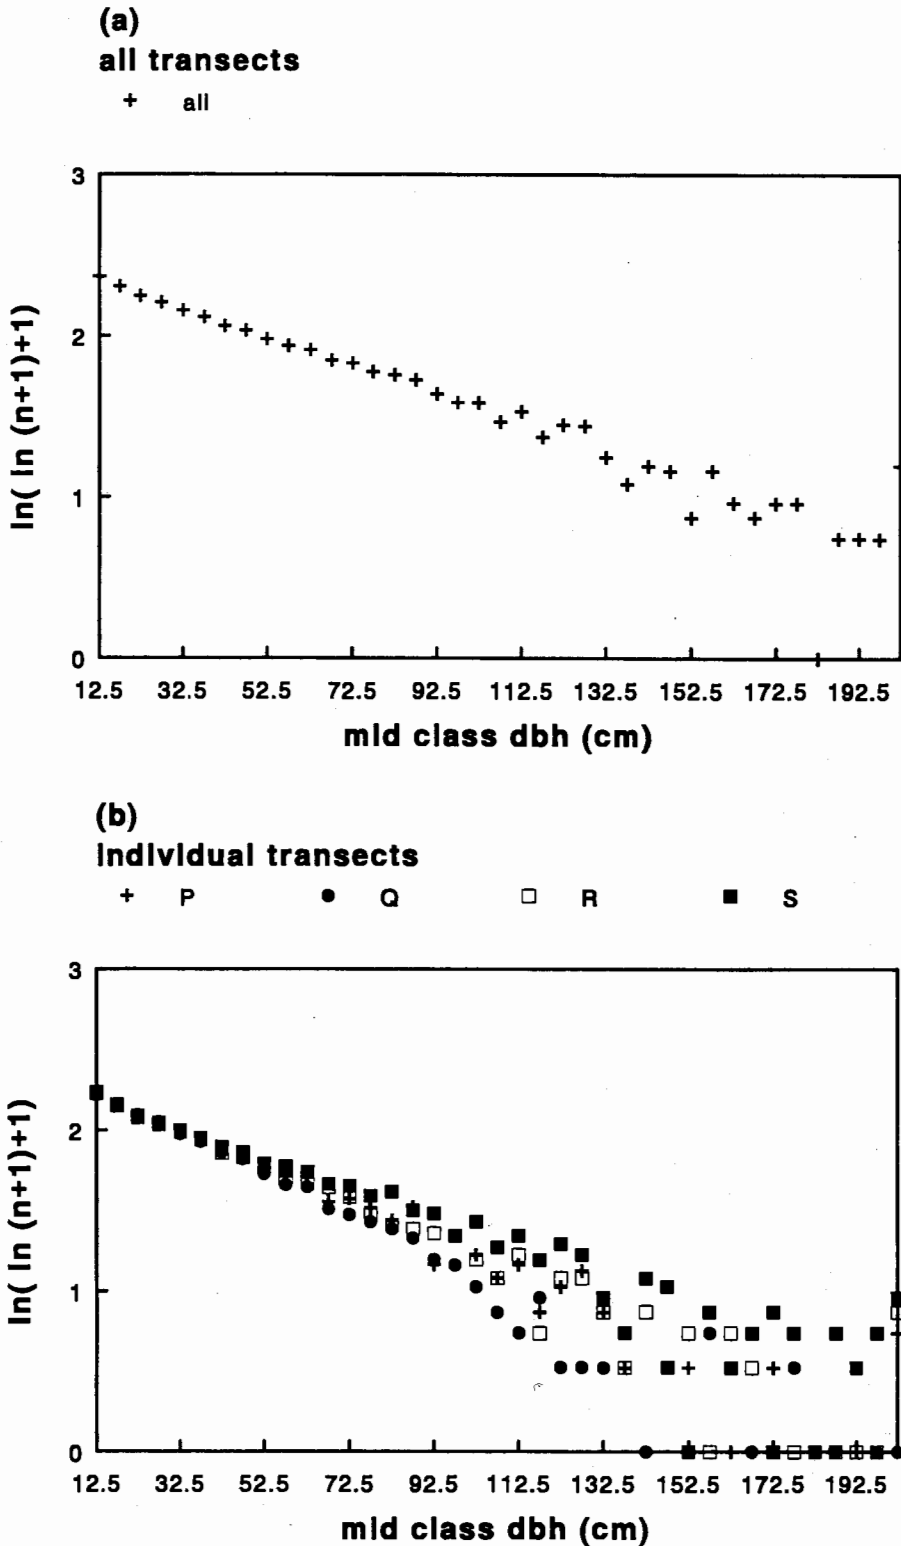 (a)
all transects
+ all
3
2
1
0
ln( ln (n+1)+1)
12.5 32.5 52.5 72.5 92.5 112.5 132.5 152.5 172.5 192.5
mid class dbh (cm)
(b)
individual transects
+ P ● Q □ R ■ S
3
2
1
0
ln( ln (n+1)+1)
12.5 32.5 52.5 72.5 92.5 112.5 132.5 152.5 172.5 192.5
mid class dbh (cm)